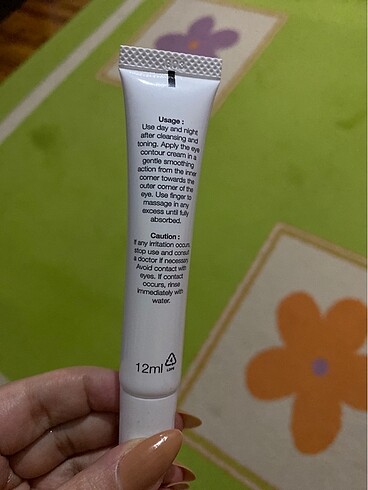 Usage :
Use day and night
after cleansing and
toning. Apply the eye
contour cream in a
gentle smoothing
action from the inner
corner towards the
outer corner of the
eye. Use finger to
massage in any
excess until fully
absorbed.
Caution :
If any irritation occurs,
stop use and consult
a doctor if necessary.
Avoid contact with
eyes. If contact
occurs, rinse
immediately with
water.
12ml
4
LDPE